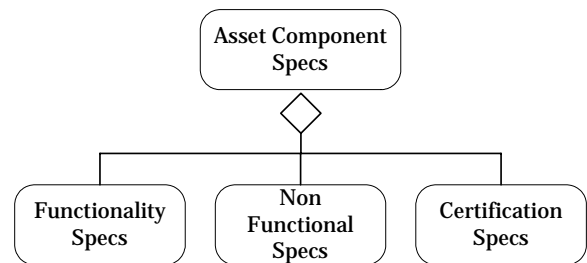 Asset Component
Specs
Functionality
Specs
Non
Functional
Specs
Certification
Specs